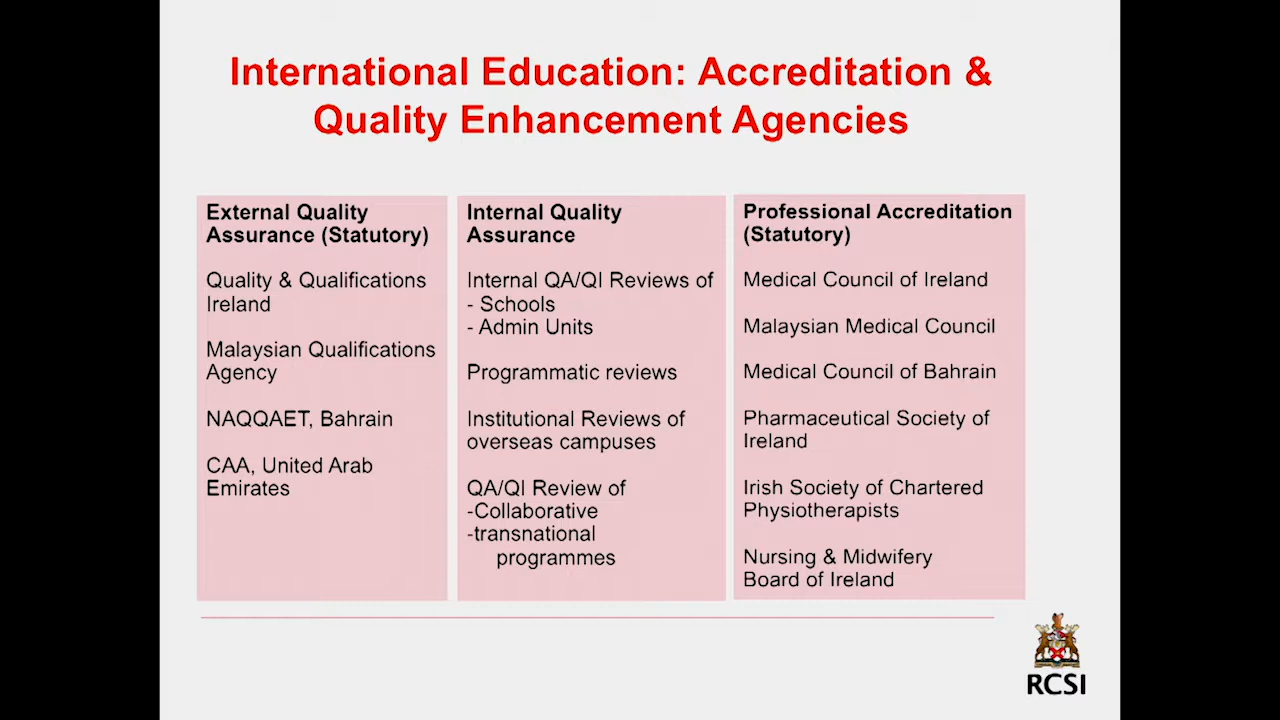 International Education: Accreditation &
Quality Enhancement Agencies
External Quality
Assurance (Statutory)
Quality & Qualifications
Ireland
Malaysian Qualifications
Agency
NAQQAET, Bahrain
CAA, United Arab
Emirates
Internal Quality
Assurance
Internal QA/QI Reviews of
- Schools
- Admin Units
Programmatic reviews
Institutional Reviews of
overseas campuses
QA/QI Review of
-Collaborative
-transnational
programmes
Professional Accreditation
(Statutory)
Medical Council of Ireland
Malaysian Medical Council
Medical Council of Bahrain
Pharmaceutical Society of
Ireland
Irish Society of Chartered
Physiotherapists
Nursing & Midwifery
Board of Ireland
RCSI